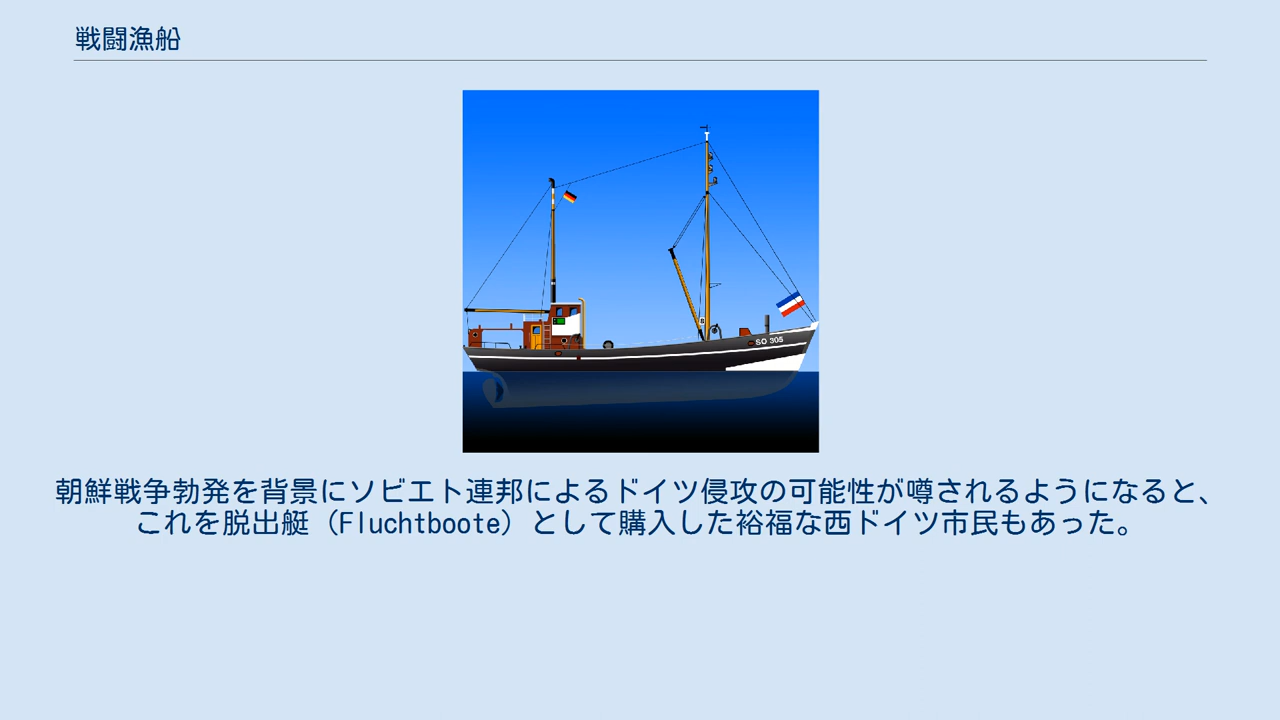 戦闘漁船
SO 305
朝鮮戦争勃発を背景にソビエト連邦によるドイツ侵攻の可能性が噂されるようになると、
これを脱出艇（Fluchtboote）として購入した裕福な西ドイツ市民もあった。